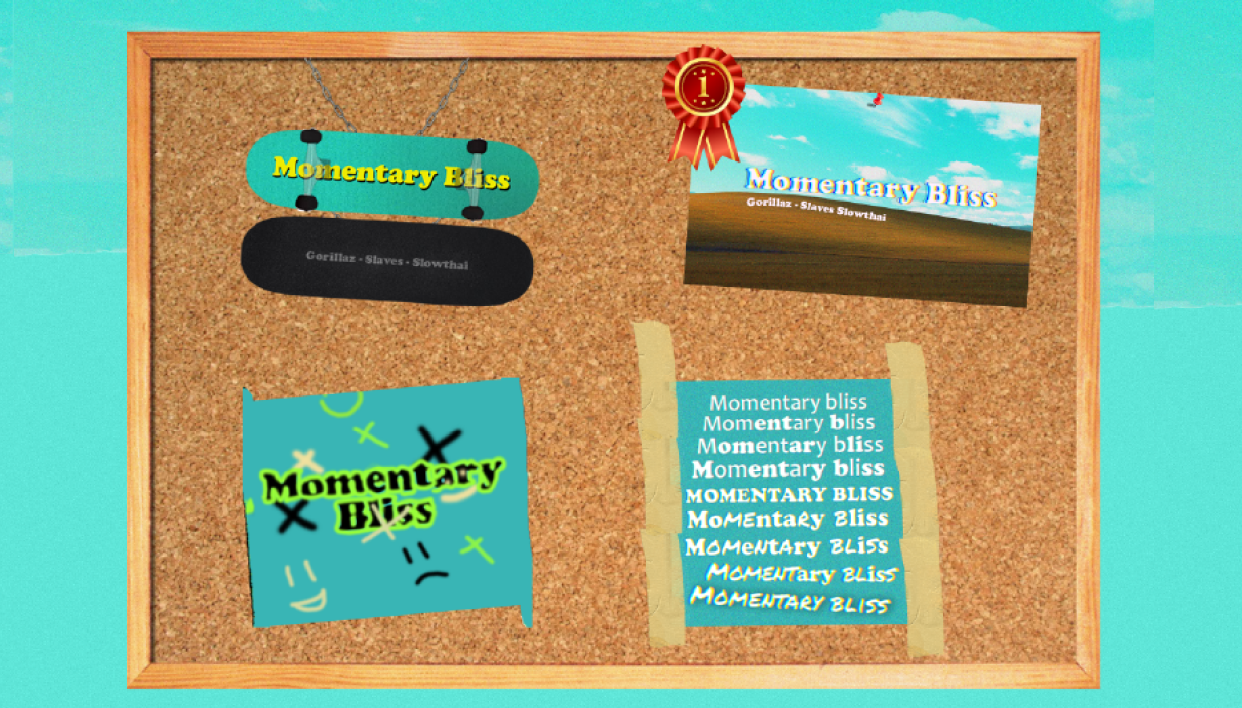 Momentary Bliss
Gorillaz - Slaves - Slowthai
1
Momentary Bliss
Gorillaz - Slaves Slowthai
Momentary
Bliss
Momentary bliss
Momentary bliss
Momentary bliss
Momentary bliss
MOMENTARY BLISS
MoMEntaRy Bliss
MOMeNtAry BLiSs
MOMENTary BLiss
MOMENTARY BLISS